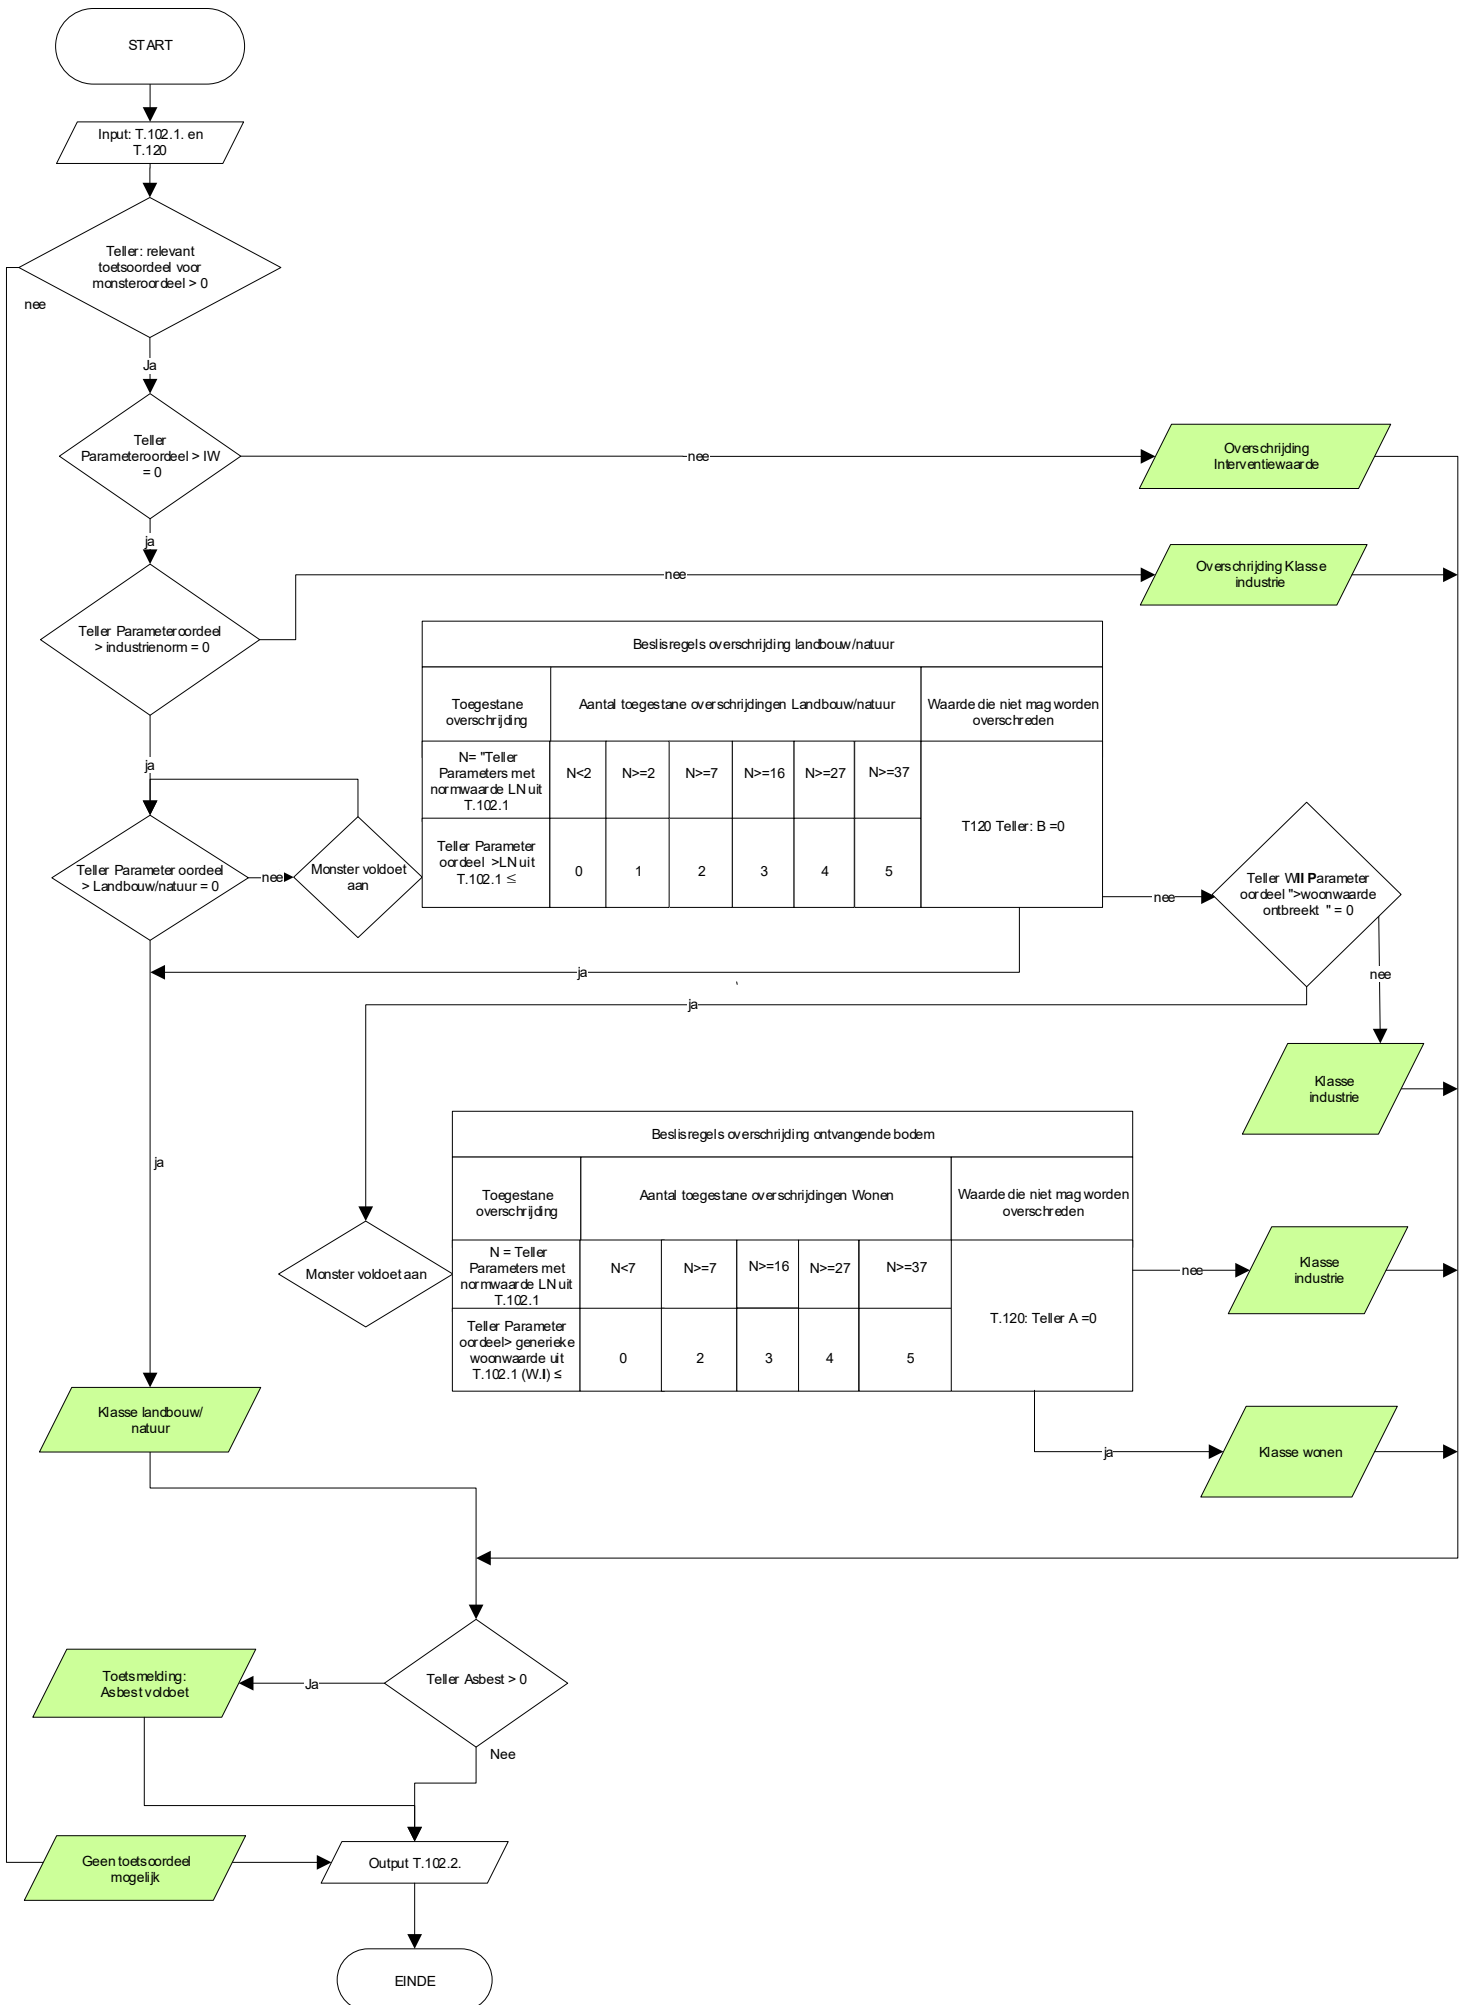 START
Input: T.102.1. en
T.120
Teller: relevant
toetsoordeel voor
monsteroordeel > 0
nee
Ja
Teller
Parameteroordeel > IW
= 0
nee
Overschrijding
Interventiewaarde
ja
Teller Parameteroordeel
> industrienorm = 0
nee
Overschrijding Klasse
industrie
ja
Beslisregels overschrijding landbouw/natuur
Toegestane
overschrijding
Aantal toegestane overschrijdingen Landbouw/natuur
Waarde die niet mag worden
overschreden
N= "Teller
Parameters met
normwaarde LN uit
T.102.1
N<2
N>=2
N>=7
N>=16
N>=27
N>=37
T120 Teller: B =0
Teller Parameter
oordeel >LN uit
T.102.1 ≤
0
1
2
3
4
5
Teller Parameter oordeel
> Landbouw/natuur = 0
nee
Monster voldoet
aan
nee
Teller WII Parameter
oordeel ">woonwaarde
ontbreekt " = 0
ja
nee
ja
Klasse
industrie
ja
Beslisregels overschrijding ontvangende bodem
Toegestane
overschrijding
Aantal toegestane overschrijdingen Wonen
Waarde die niet mag worden
overschreden
Monster voldoet aan
N = Teller
Parameters met
normwaarde LN uit
T.102.1
N<7
N>=7
N>=16
N>=27
N>=37
T.120: Teller A =0
Teller Parameter
oordeel> generieke
woonwaarde uit
T.102.1 (W.I) ≤
0
2
3
4
5
nee
Klasse
industrie
ja
Klasse wonen
Klasse landbouw/
natuur
Teller Asbest > 0
Ja
Toetsmelding:
Asbest voldoet
Nee
Geen toetsoordeel
mogelijk
Output T.102.2.
EINDE